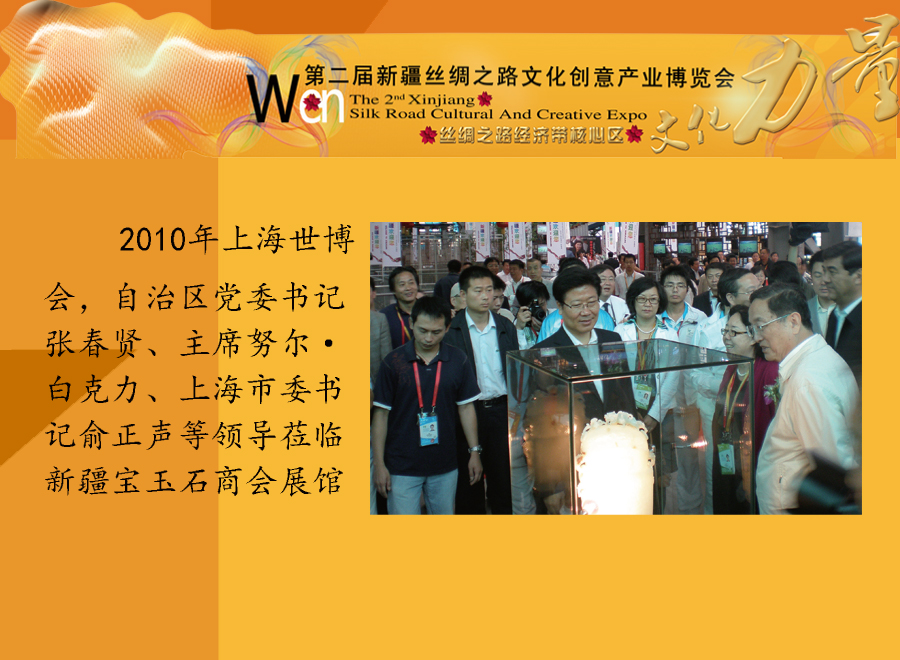 第二届新疆丝绸之路文化创意产业博览会
Wcn
The 2nd Xinjiang
Silk Road Cultural And Creative Expo
丝绸之路经济带核心区
文化力量
2010年上海世博
会，自治区党委书记
张春贤、主席努尔·
白克力、上海市委书
记俞正声等领导莅临
新疆宝玉石商会展馆